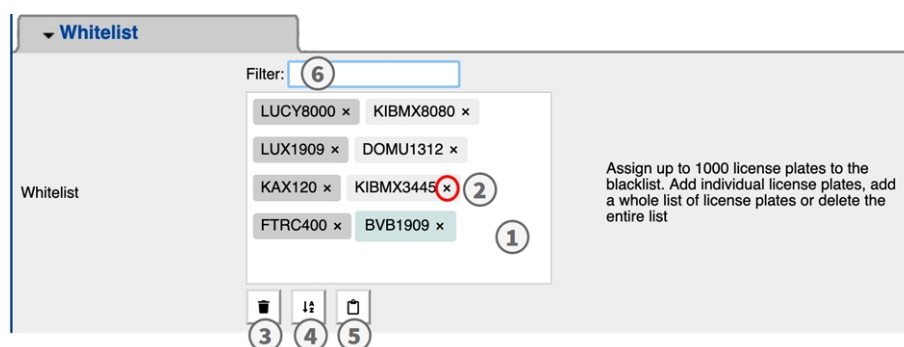 Whitelist
Filter: 6
LUCY8000 × KIBMX8080 ×
LUX1909 × DOMU1312 ×
KAX120 × KIBMX3445 × 2
FTRC400 × BVB1909 × 1
Whitelist
Assign up to 1000 license plates to the
blacklist. Add individual license plates, add
a whole list of license plates or delete the
entire list
3 4 5